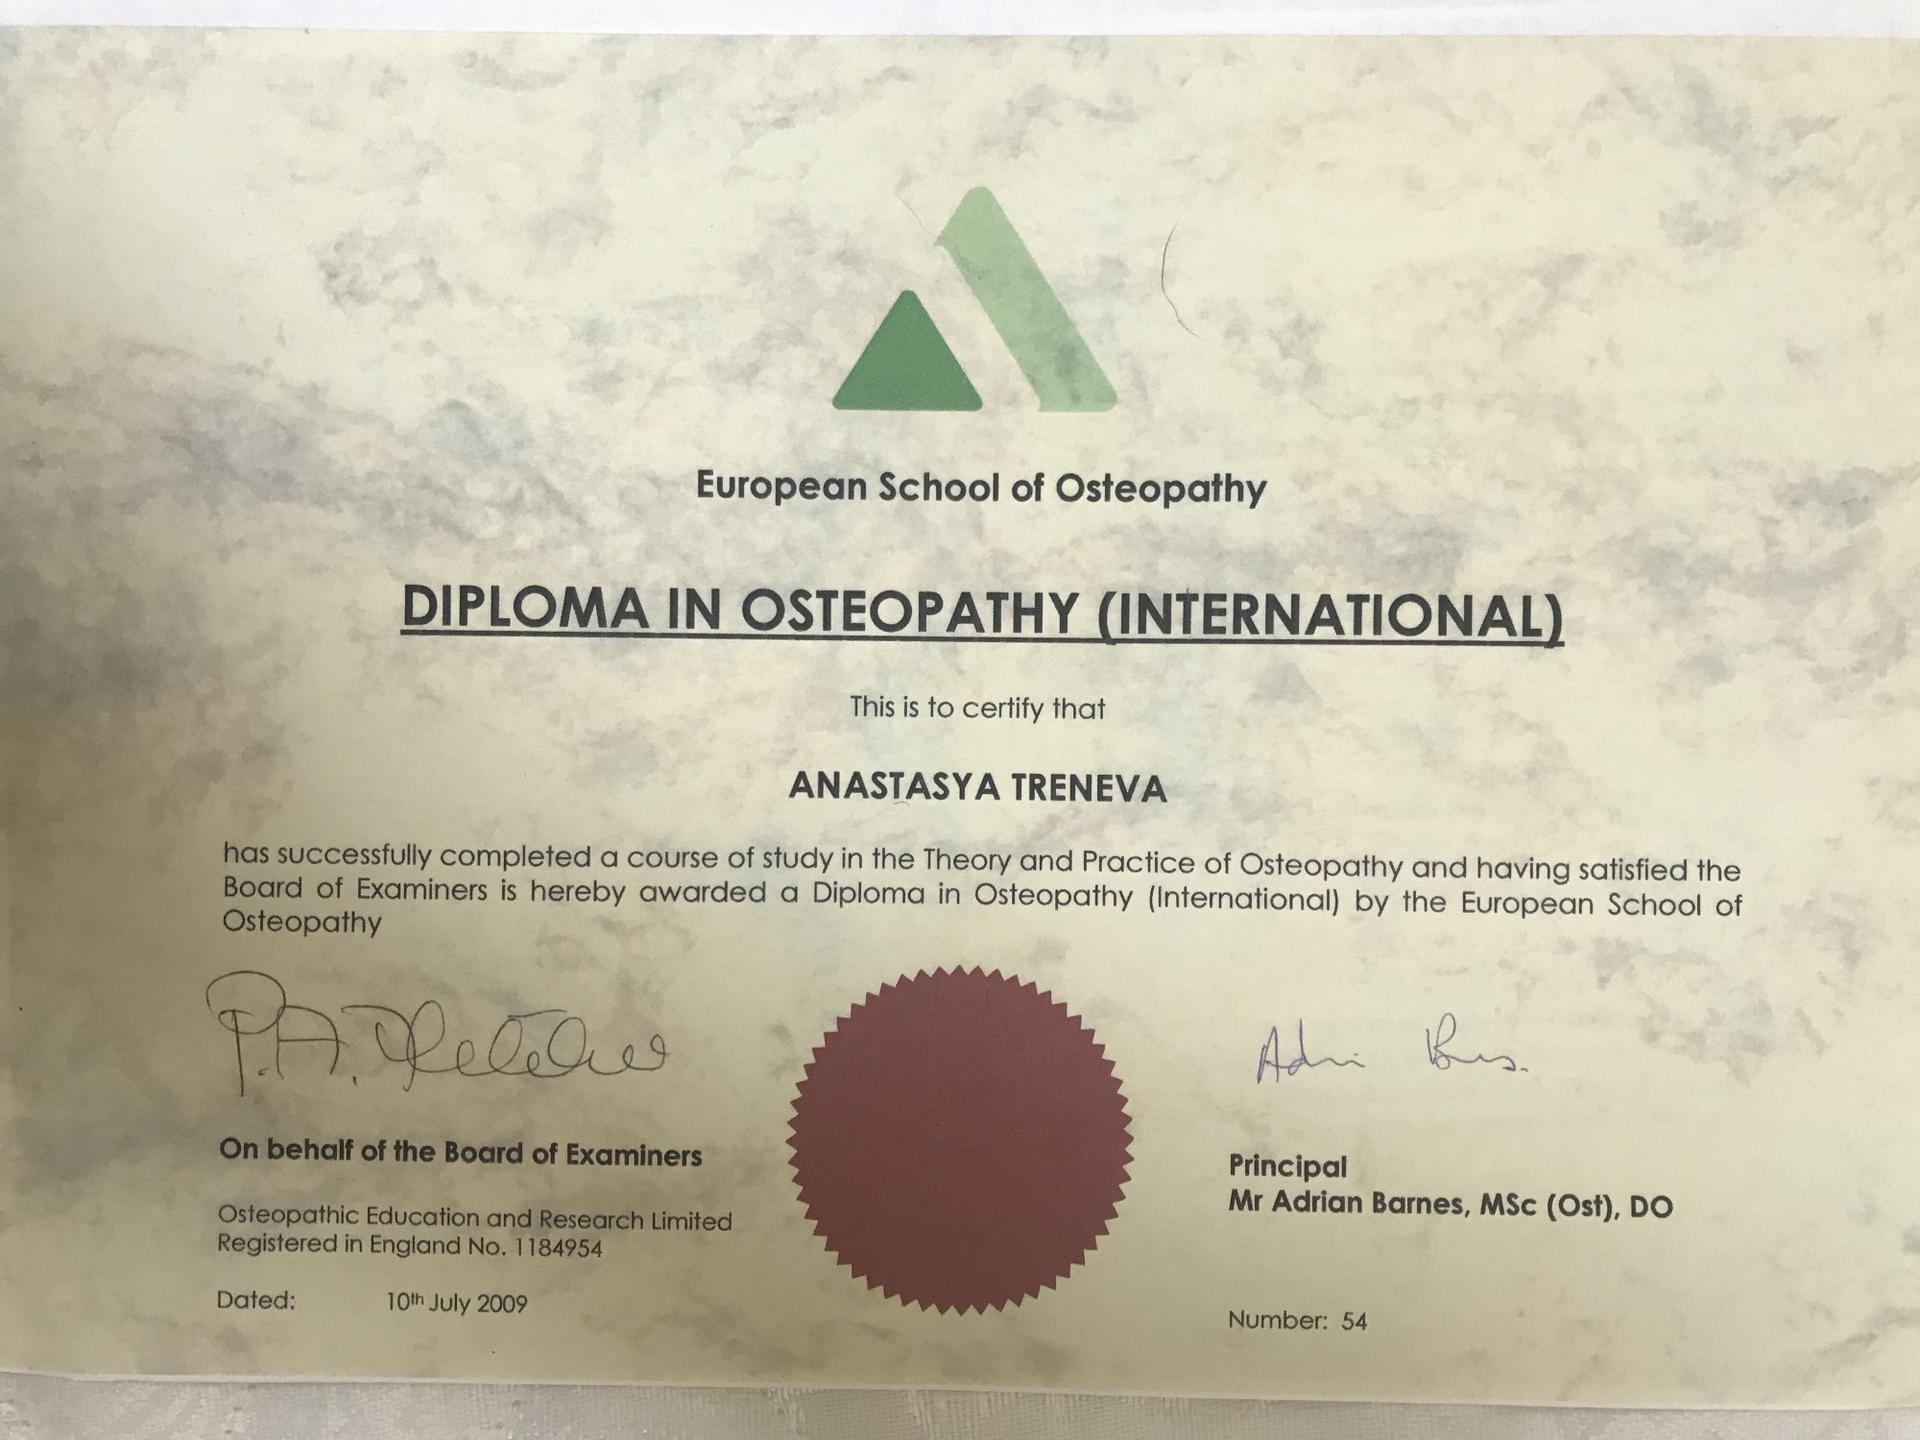 European School of Osteopathy
DIPLOMA IN OSTEOPATHY (INTERNATIONAL)
This is to certify that
ANASTASYA TRENEVA
has successfully completed a course of study in the Theory and Practice of Osteopathy and having satisfied the
Board of Examiners is hereby awarded a Diploma in Osteopathy (International) by the European School of
Osteopathy
P.A. Fletcher
On behalf of the Board of Examiners
Osteopathic Education and Research Limited
Registered in England No. 1184954
Dated: 10th July 2009
Principal
Mr Adrian Barnes, MSc (Ost), DO
Number: 54